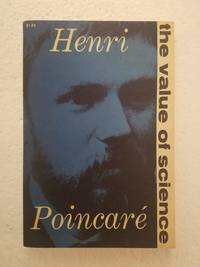 Henri
Poincaré
the value of science